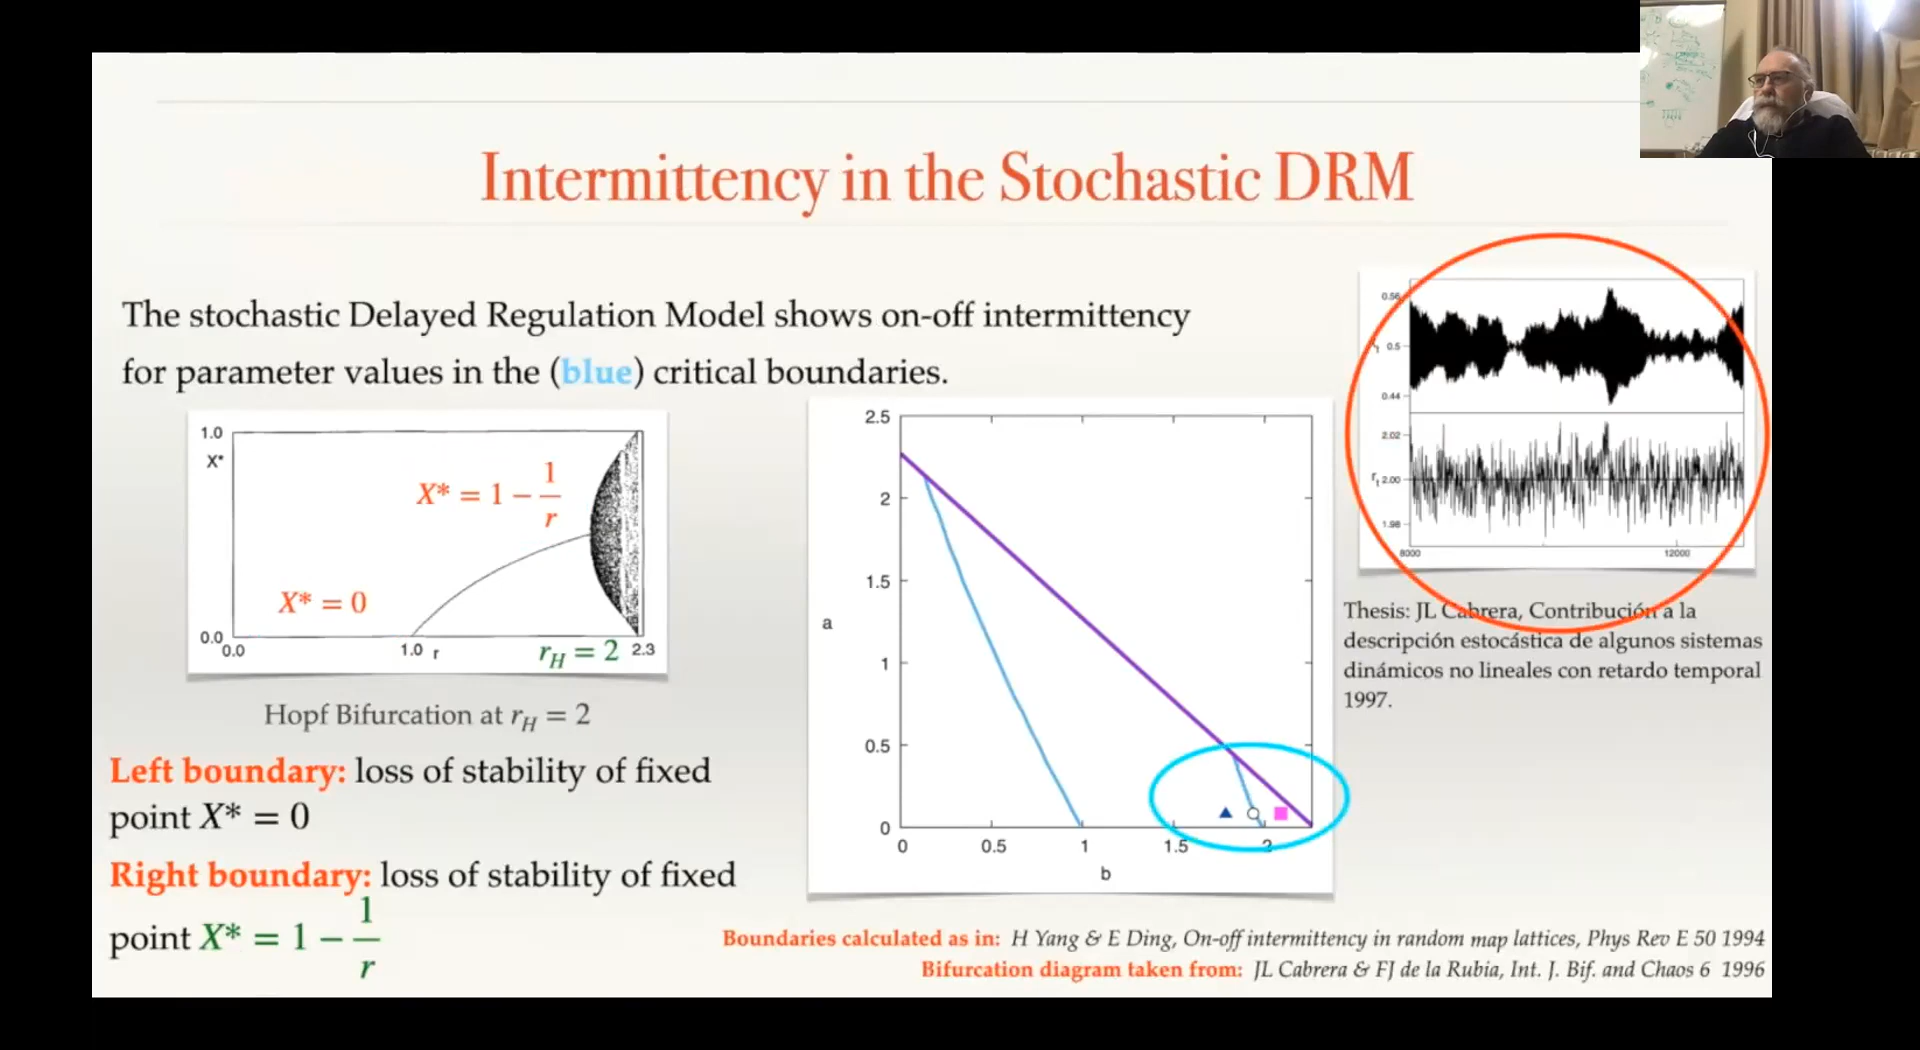 Intermittency in the Stochastic DRM
The stochastic Delayed Regulation Model shows on-off intermittency
for parameter values in the (blue) critical boundaries.
1.0
X*
X* = 1 − 1/r
X* = 0
0.0
0.0
1.0
r
r_H = 2
2.3
Hopf Bifurcation at r_H = 2
Left boundary: loss of stability of fixed
point X* = 0
Right boundary: loss of stability of fixed
point X* = 1 − 1/r
2.5
2
1.5
a
1
0.5
0
0
0.5
1
1.5
2
b
0.56
0.5
0.44
2.02
r_t
2.00
1.98
8000
12000
Thesis: JL Cabrera, Contribución a la
descripción estocástica de algunos sistemas
dinámicos no lineales con retardo temporal
1997.
Boundaries calculated as in: H Yang & E Ding, On-off intermittency in random map lattices, Phys Rev E 50 1994
Bifurcation diagram taken from: JL Cabrera & FJ de la Rubia, Int. J. Bif. and Chaos 6 1996